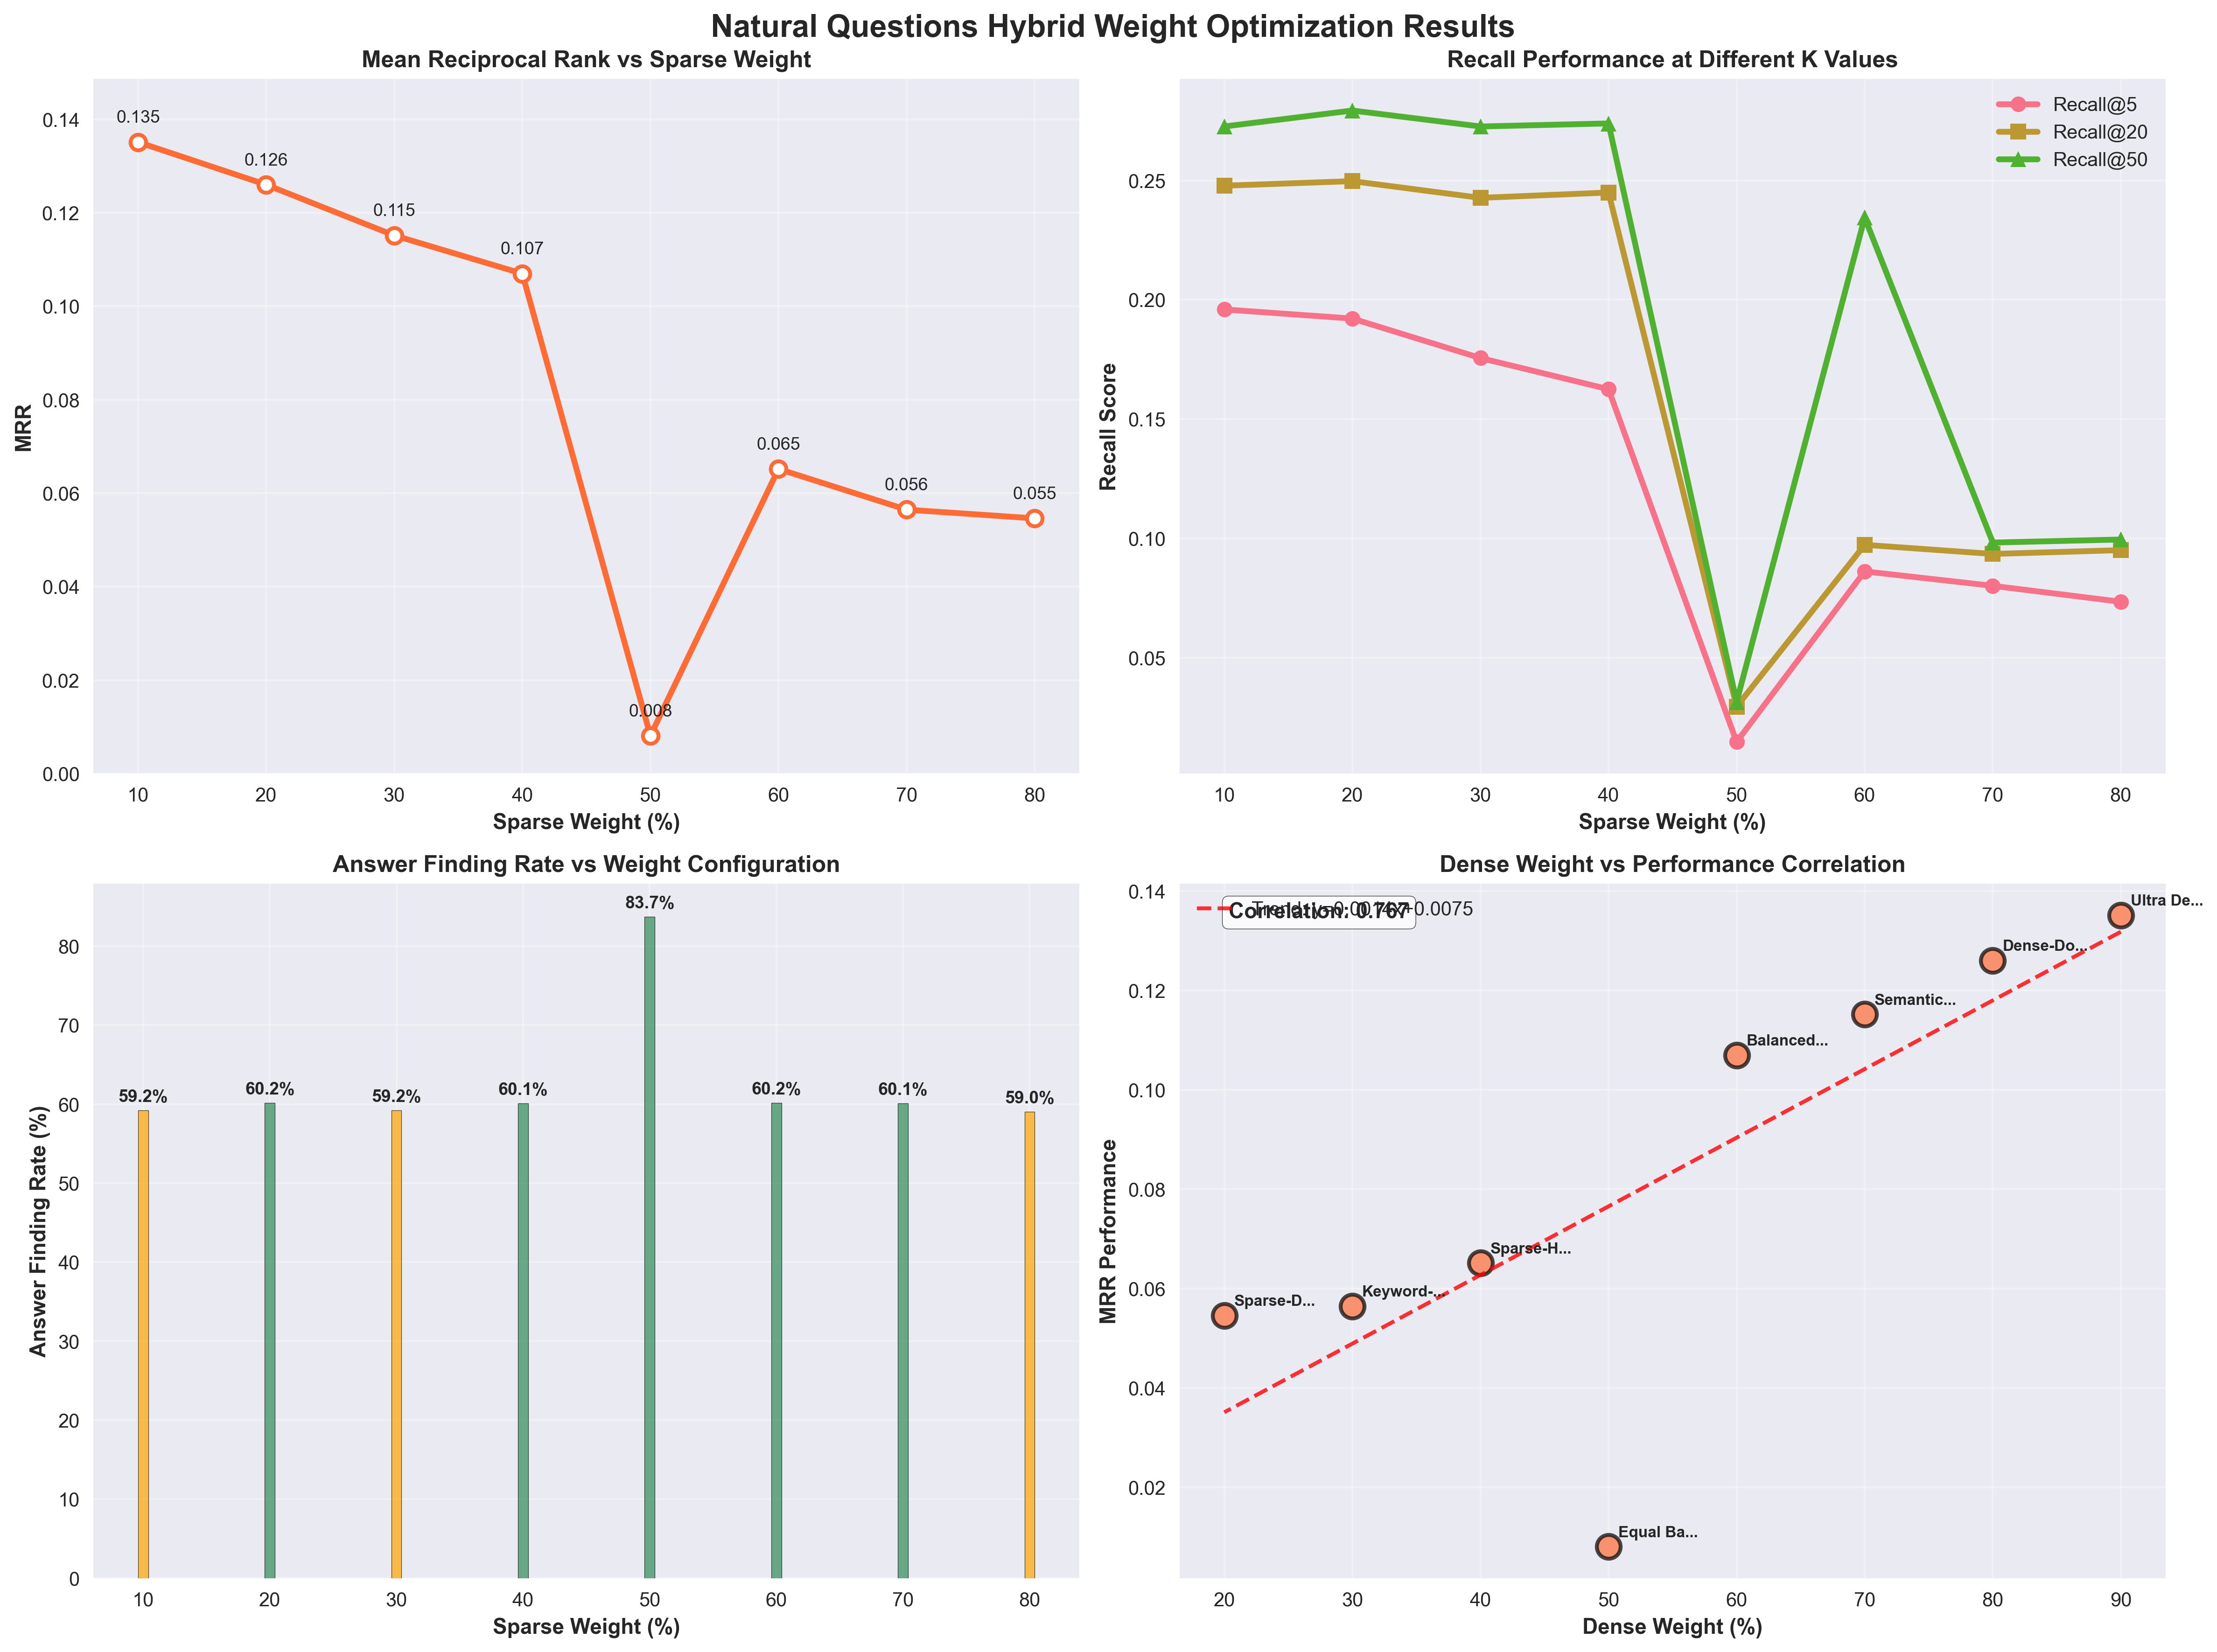 Natural Questions Hybrid Weight Optimization Results
Mean Reciprocal Rank vs Sparse Weight
MRR
0.14
0.12
0.10
0.08
0.06
0.04
0.02
0.00
0.135
0.126
0.115
0.107
0.008
0.065
0.056
0.055
10 20 30 40 50 60 70 80
Sparse Weight (%)
Recall Performance at Different K Values
Recall Score
0.25
0.20
0.15
0.10
0.05
Recall@5
Recall@20
Recall@50
10 20 30 40 50 60 70 80
Sparse Weight (%)
Answer Finding Rate vs Weight Configuration
Answer Finding Rate (%)
80
70
60
50
40
30
20
10
0
59.2%
60.2%
59.2%
60.1%
83.7%
60.2%
60.1%
59.0%
10 20 30 40 50 60 70 80
Sparse Weight (%)
Dense Weight vs Performance Correlation
MRR Performance
0.14
0.12
0.10
0.08
0.06
0.04
0.02
Correlation: 0.767
+0.0075
Ultra De...
Dense-Do...
Semantic...
Balanced...
Sparse-H...
Keyword-...
Sparse-D...
Equal Ba...
20 30 40 50 60 70 80 90
Dense Weight (%)